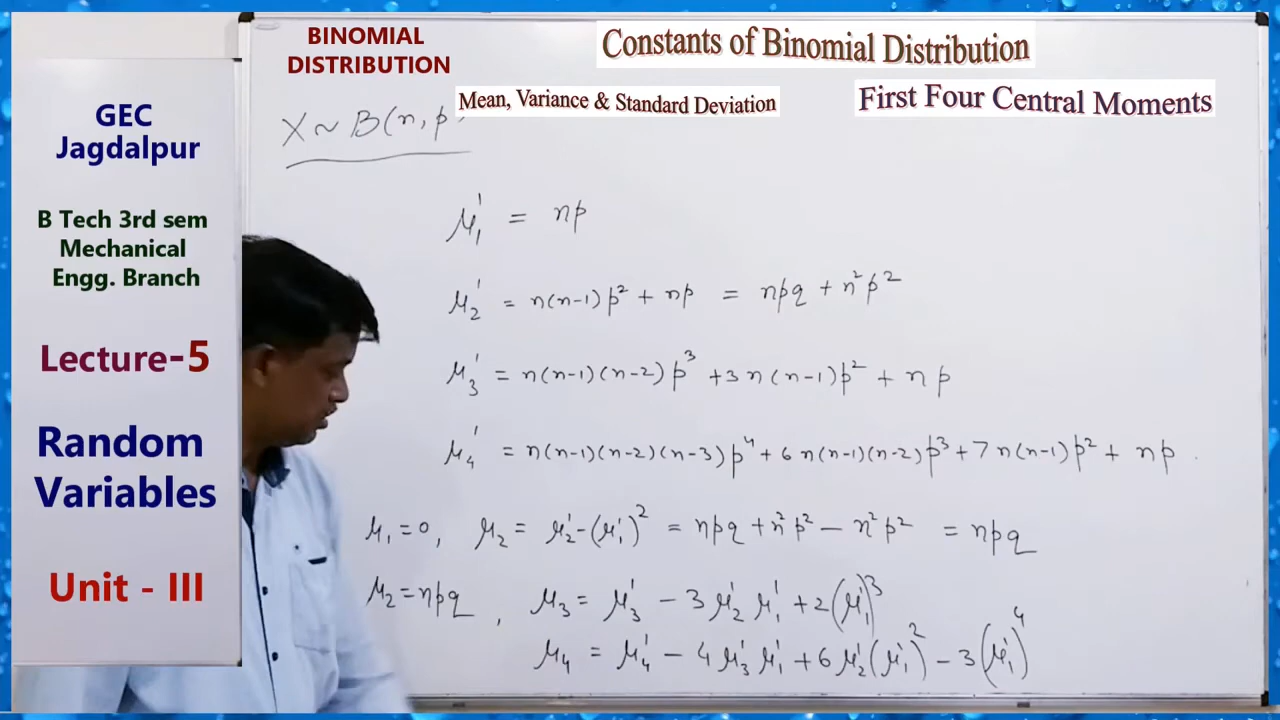 BINOMIAL
DISTRIBUTION
Constants of Binomial Distribution
Mean, Variance & Standard Deviation
First Four Central Moments
GEC
Jagdalpur
B Tech 3rd sem
Mechanical
Engg. Branch
Lecture-5
Random
Variables
Unit - III
X ~ B(n, p)
μ₁' = np
μ₂' = n(n-1)p² + np = npq + n²p²
μ₃' = n(n-1)(n-2)p³ + 3n(n-1)p² + np
μ₄' = n(n-1)(n-2)(n-3)p⁴ + 6n(n-1)(n-2)p³ + 7n(n-1)p² + np.
μ₁ = 0, μ₂ = μ₂' - (μ₁')² = npq + n²p² - n²p² = npq
μ₂ = npq, μ₃ = μ₃' - 3μ₂'μ₁' + 2(μ₁')³
μ₄ = μ₄' - 4μ₃'μ₁' + 6μ₂'(μ₁')² - 3(μ₁')⁴